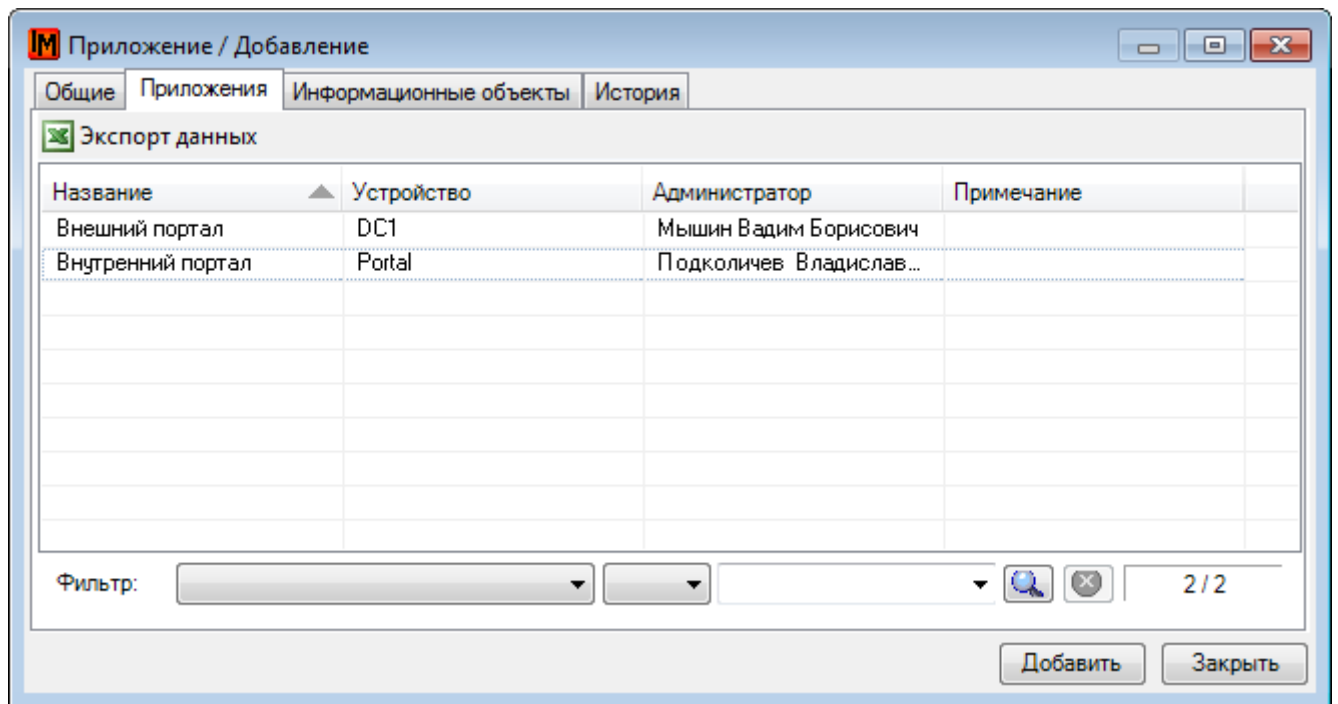 IM Приложение / Добавление
Общие Приложения Информационные объекты История
Экспорт данных
Название Устройство Администратор Примечание
Внешний портал DC1 Мышин Вадим Борисович
Внутренний портал Portal Подколичев Владислав...
Фильтр: 2 / 2
Добавить Закрыть